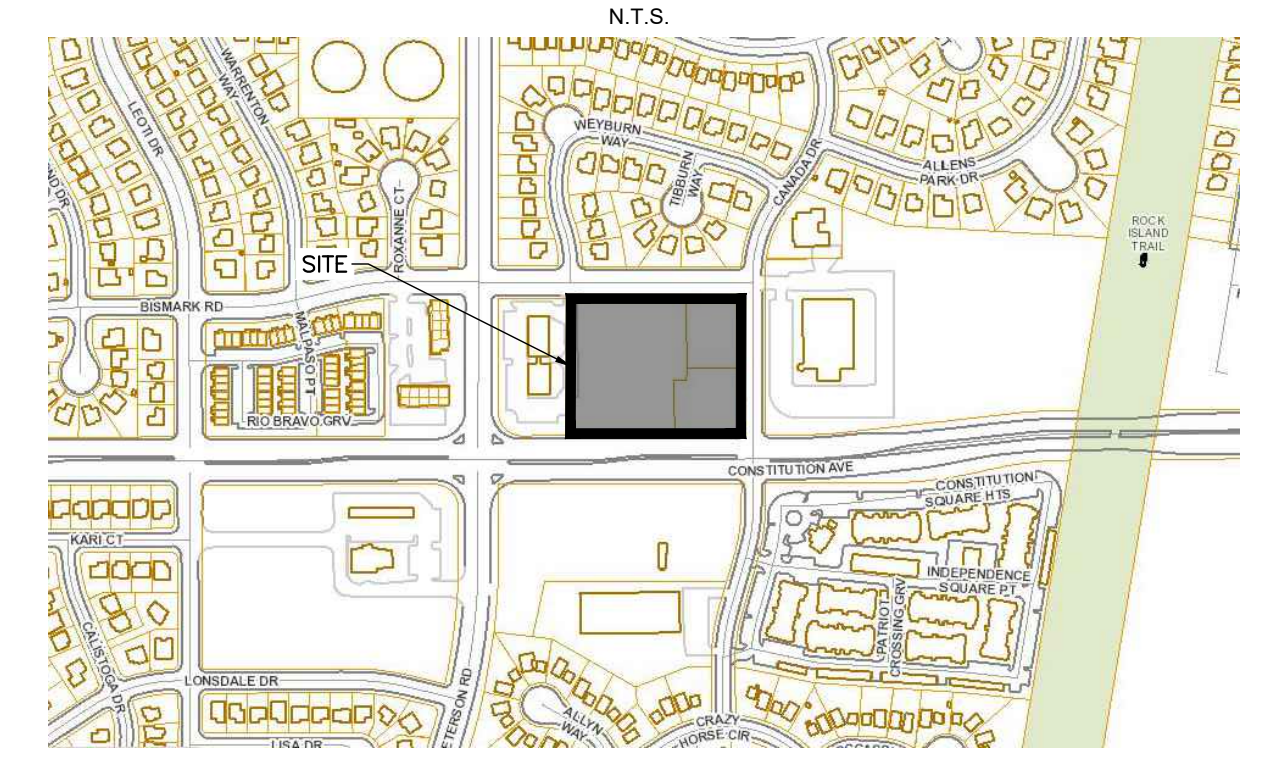 N.T.S.
WARRENTON
WAY
LEOTI DR
WEYBURN
WAY
TIBBURN
WAY
CANADA DR
ALLENS
PARK DR
ROXANNE CT
ROCK
ISLAND
TRAIL
SITE
BISMARK RD
MALPASO PT
RIO BRAVO GRV
CONSTITUTION AVE
CONSTITUTION
SQUARE HTS
KARI CT
INDEPENDENCE
SQUARE PT
PATRIOT
CROSSING GRV
CALISTOGA DR
LONSDALE DR
ETERSON RD
ALLYN
WAY
CRAZY
HORSE CIR
LISA DR